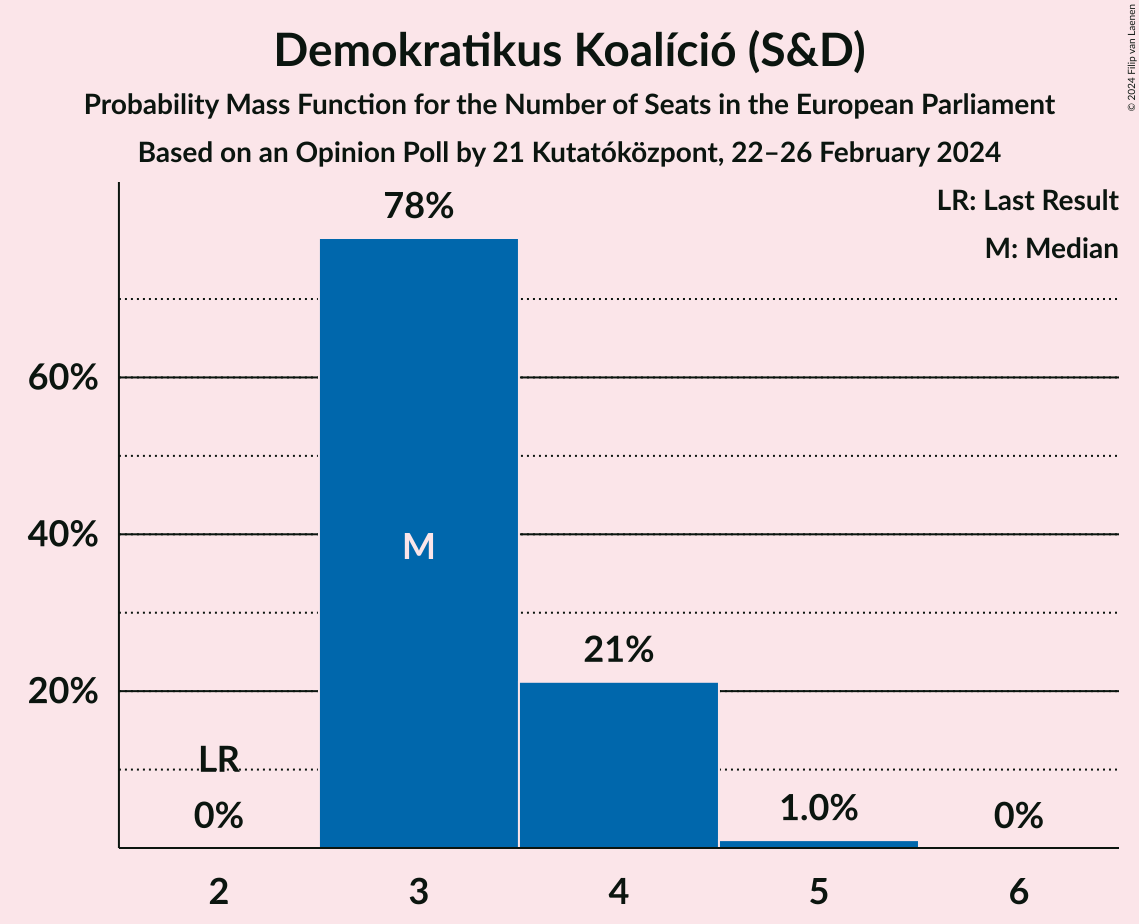 Demokratikus Koalíció (S&D)
Probability Mass Function for the Number of Seats in the European Parliament
Based on an Opinion Poll by 21 Kutatóközpont, 22–26 February 2024
© 2024 Filip van Laenen
LR: Last Result
M: Median
78%
60%
40%
M
21%
20%
LR
0%
1.0%
0%
2 3 4 5 6